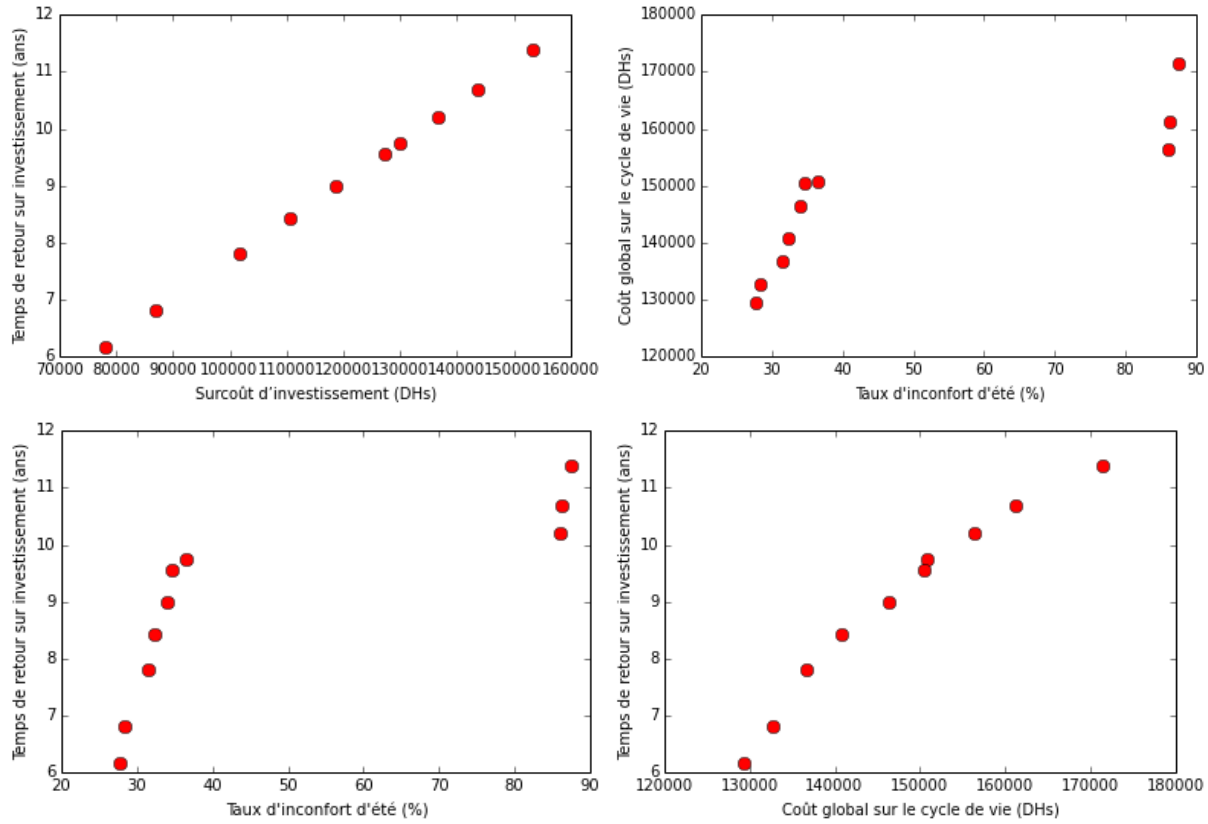 12
11
10
9
8
7
6
Temps de retour sur investissement (ans)
70000 80000 90000 100000 110000 120000 130000 140000 150000 160000
Surcoût d’investissement (DHs)
180000
170000
160000
150000
140000
130000
120000
Coût global sur le cycle de vie (DHs)
20 30 40 50 60 70 80 90
Taux d'inconfort d'été (%)
12
11
10
9
8
7
6
Temps de retour sur investissement (ans)
20 30 40 50 60 70 80 90
Taux d'inconfort d'été (%)
12
11
10
9
8
7
6
Temps de retour sur investissement (ans)
120000 130000 140000 150000 160000 170000 180000
Coût global sur le cycle de vie (DHs)